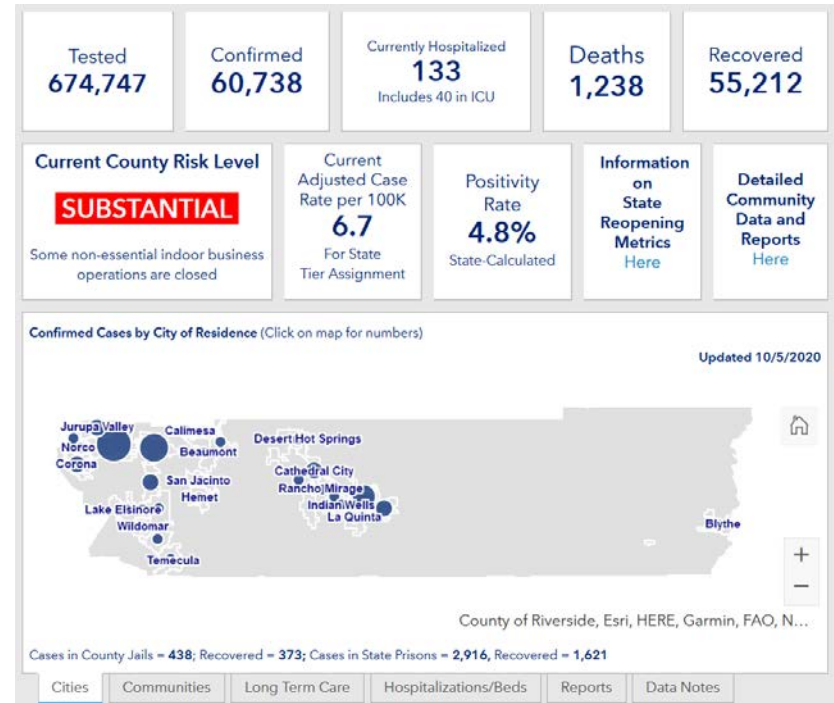 Tested
674,747
Confirmed
60,738
Currently Hospitalized
133
Includes 40 in ICU
Deaths
1,238
Recovered
55,212
Current County Risk Level
SUBSTANTIAL
Some non-essential indoor business
operations are closed
Current
Adjusted Case
Rate per 100K
6.7
For State
Tier Assignment
Positivity
Rate
4.8%
State-Calculated
Information
on
State
Reopening
Metrics
Here
Detailed
Community
Data and
Reports
Here
Confirmed Cases by City of Residence (Click on map for numbers)
Updated 10/5/2020
Jurupa Valley
Calimesa
Norco
Beaumont
Desert Hot Springs
Corona
Cathedral City
San Jacinto
Rancho Mirage
Hemet
Indian Wells
Lake Elsinore
La Quinta
Wildomar
Blythe
Temecula
+
−
County of Riverside, Esri, HERE, Garmin, FAO, N...
Cases in County Jails = 438; Recovered = 373; Cases in State Prisons = 2,916, Recovered = 1,621
Cities
Communities
Long Term Care
Hospitalizations/Beds
Reports
Data Notes